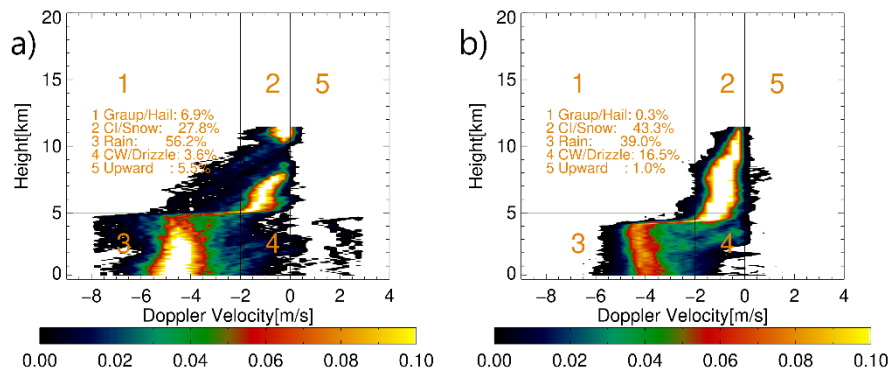 a)
Height[km]
20
15
10
5
0
1
2
5
1 Graup/Hail: 6.9%
2 CI/Snow: 27.8%
3 Rain: 56.2%
4 CW/Drizzle: 3.6%
5 Upward : 5.5%
3
4
−8 −6 −4 −2 0 2 4
Doppler Velocity[m/s]
0.00 0.02 0.04 0.06 0.08 0.10
b)
Height[km]
20
15
10
5
0
1
2
5
1 Graup/Hail: 0.3%
2 CI/Snow: 43.3%
3 Rain: 39.0%
4 CW/Drizzle: 16.5%
5 Upward : 1.0%
3
4
−8 −6 −4 −2 0 2 4
Doppler Velocity[m/s]
0.00 0.02 0.04 0.06 0.08 0.10